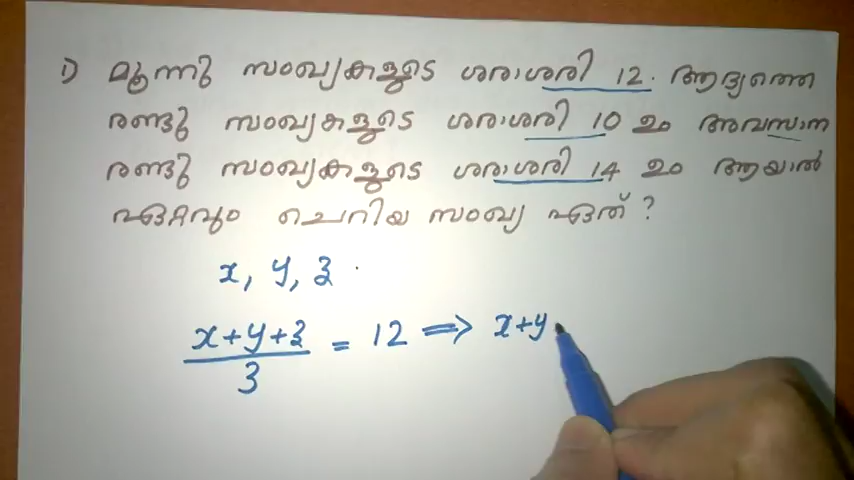 1) മൂന്നു സംഖ്യകളുടെ ശരാശരി 12. ആദ്യത്തെ
രണ്ടു സംഖ്യകളുടെ ശരാശരി 10 ഉം അവസാന
രണ്ടു സംഖ്യകളുടെ ശരാശരി 14 ഉം ആയാൽ
ഏറ്റവും ചെറിയ സംഖ്യ ഏത് ?
x, y, z
x+y+z/3 = 12 ⟹ x+y